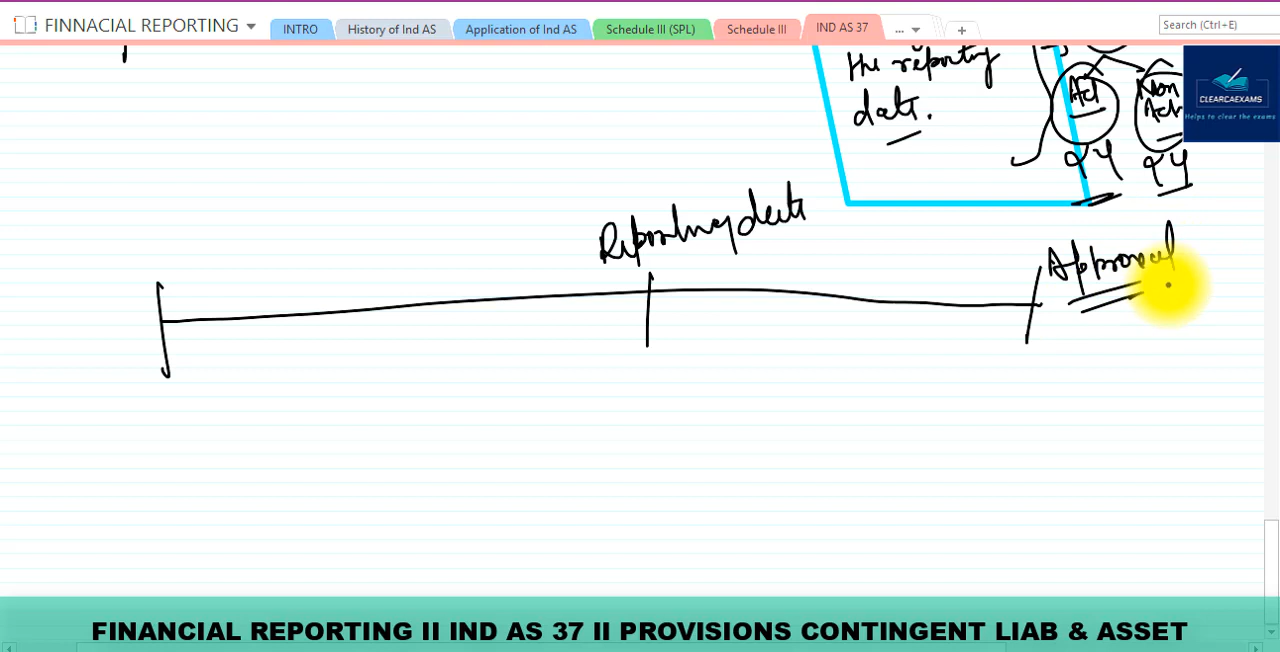 FINNACIAL REPORTING
INTRO
History of Ind AS
Application of Ind AS
Schedule III (SPL)
Schedule III
IND AS 37
...
+
Search (Ctrl+E)
the reporting
date.
Act
Non
Act
CLEARCAEXAMS
Helps to clear the exams
Reporting date
Approval
FINANCIAL REPORTING II IND AS 37 II PROVISIONS CONTINGENT LIAB & ASSET